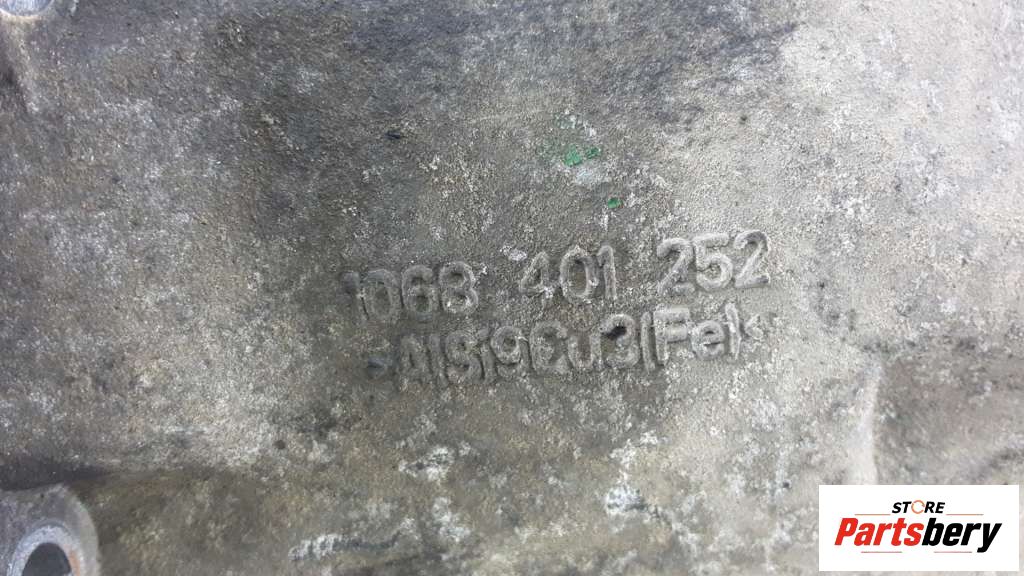 1068 401 252
>AlSi9Cu3(Fe)<
STORE
Partsbery